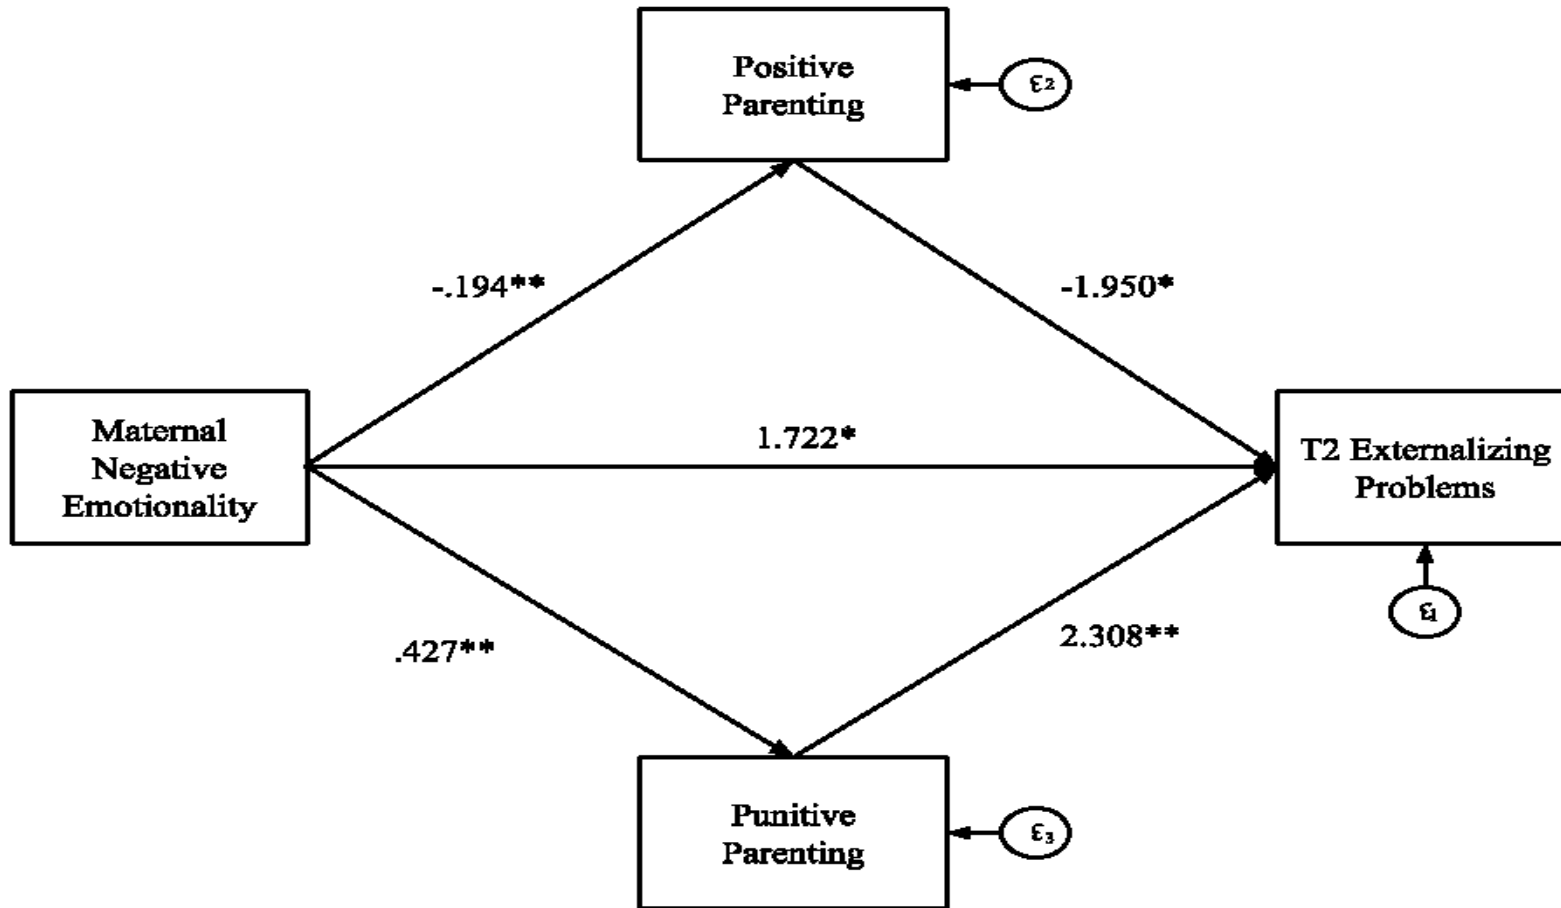 Positive
Parenting
ε2
-.194**
-1.950*
Maternal
Negative
Emotionality
1.722*
T2 Externalizing
Problems
ε1
.427**
2.308**
Punitive
Parenting
ε3